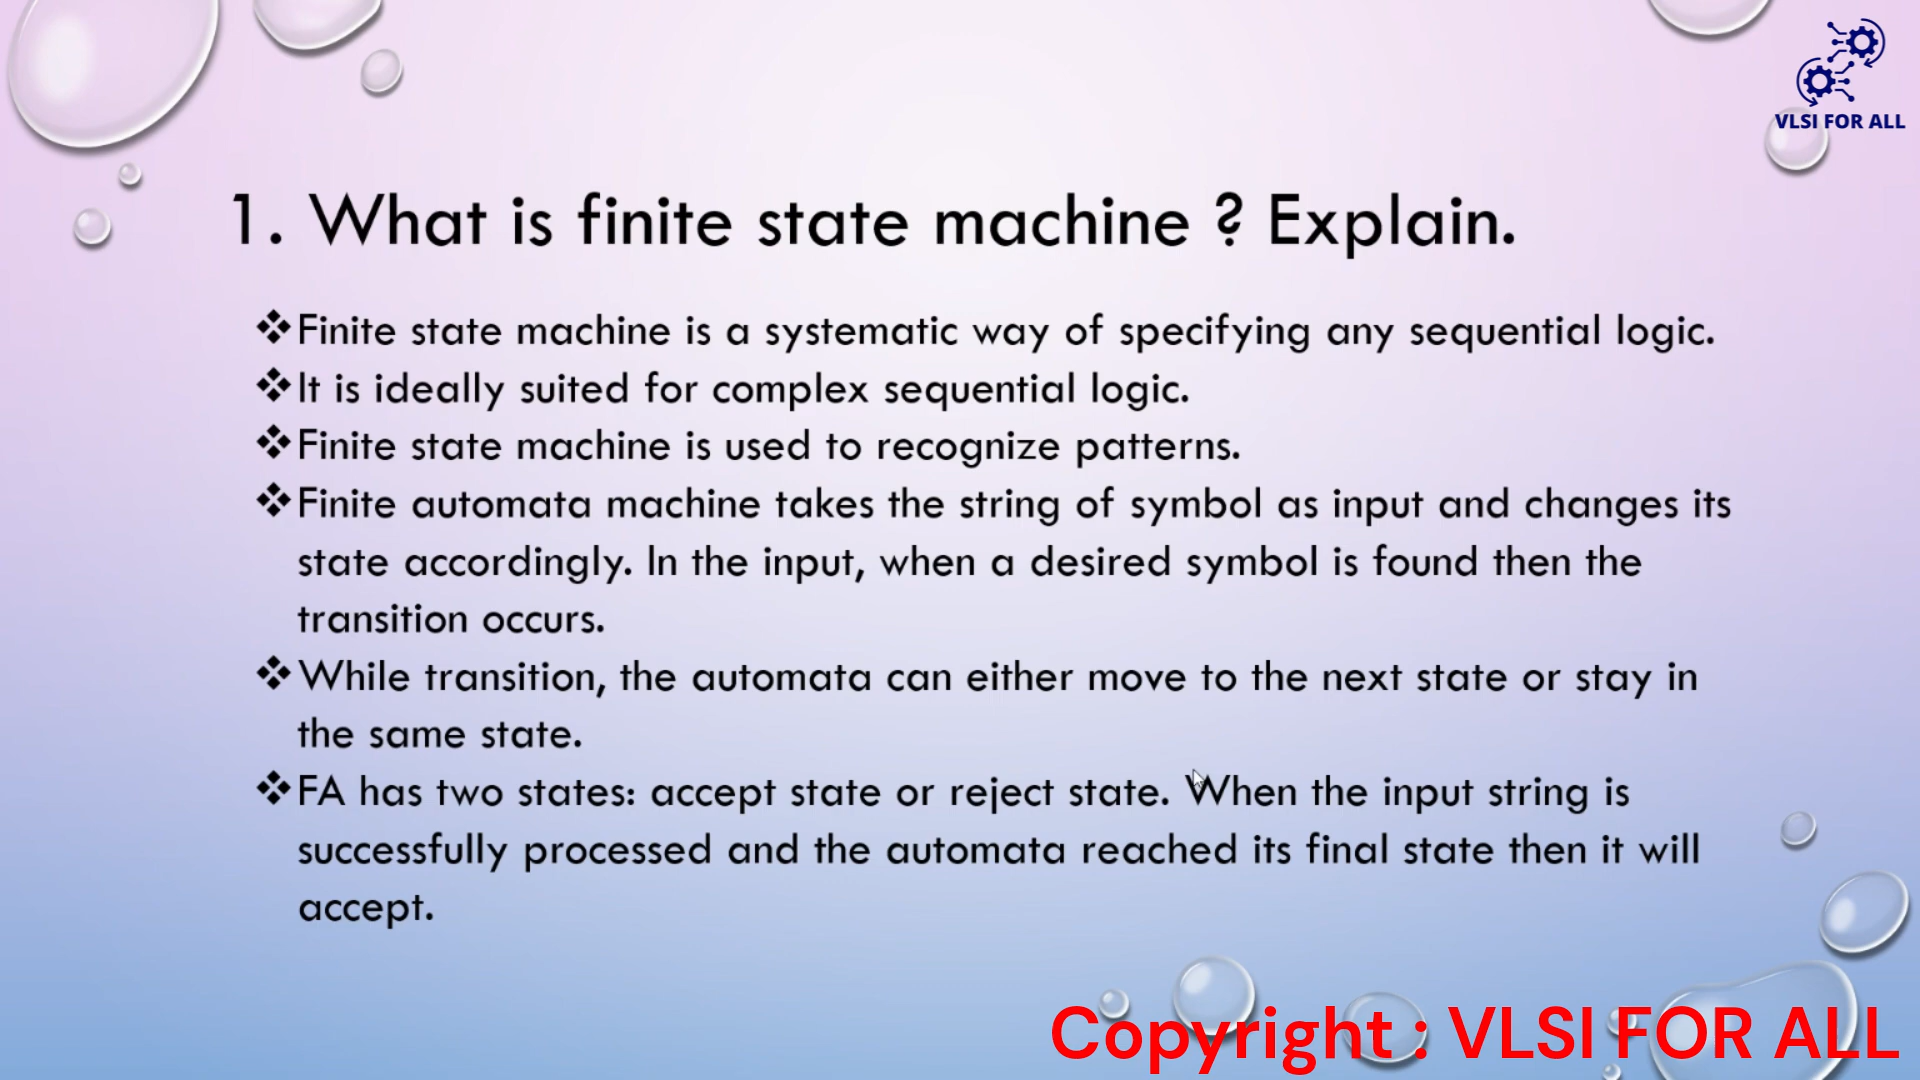 VLSI FOR ALL
1. What is finite state machine ? Explain.
❖Finite state machine is a systematic way of specifying any sequential logic.
❖It is ideally suited for complex sequential logic.
❖Finite state machine is used to recognize patterns.
❖Finite automata machine takes the string of symbol as input and changes its
state accordingly. In the input, when a desired symbol is found then the
transition occurs.
❖While transition, the automata can either move to the next state or stay in
the same state.
❖FA has two states: accept state or reject state. When the input string is
successfully processed and the automata reached its final state then it will
accept.
Copyright : VLSI FOR ALL